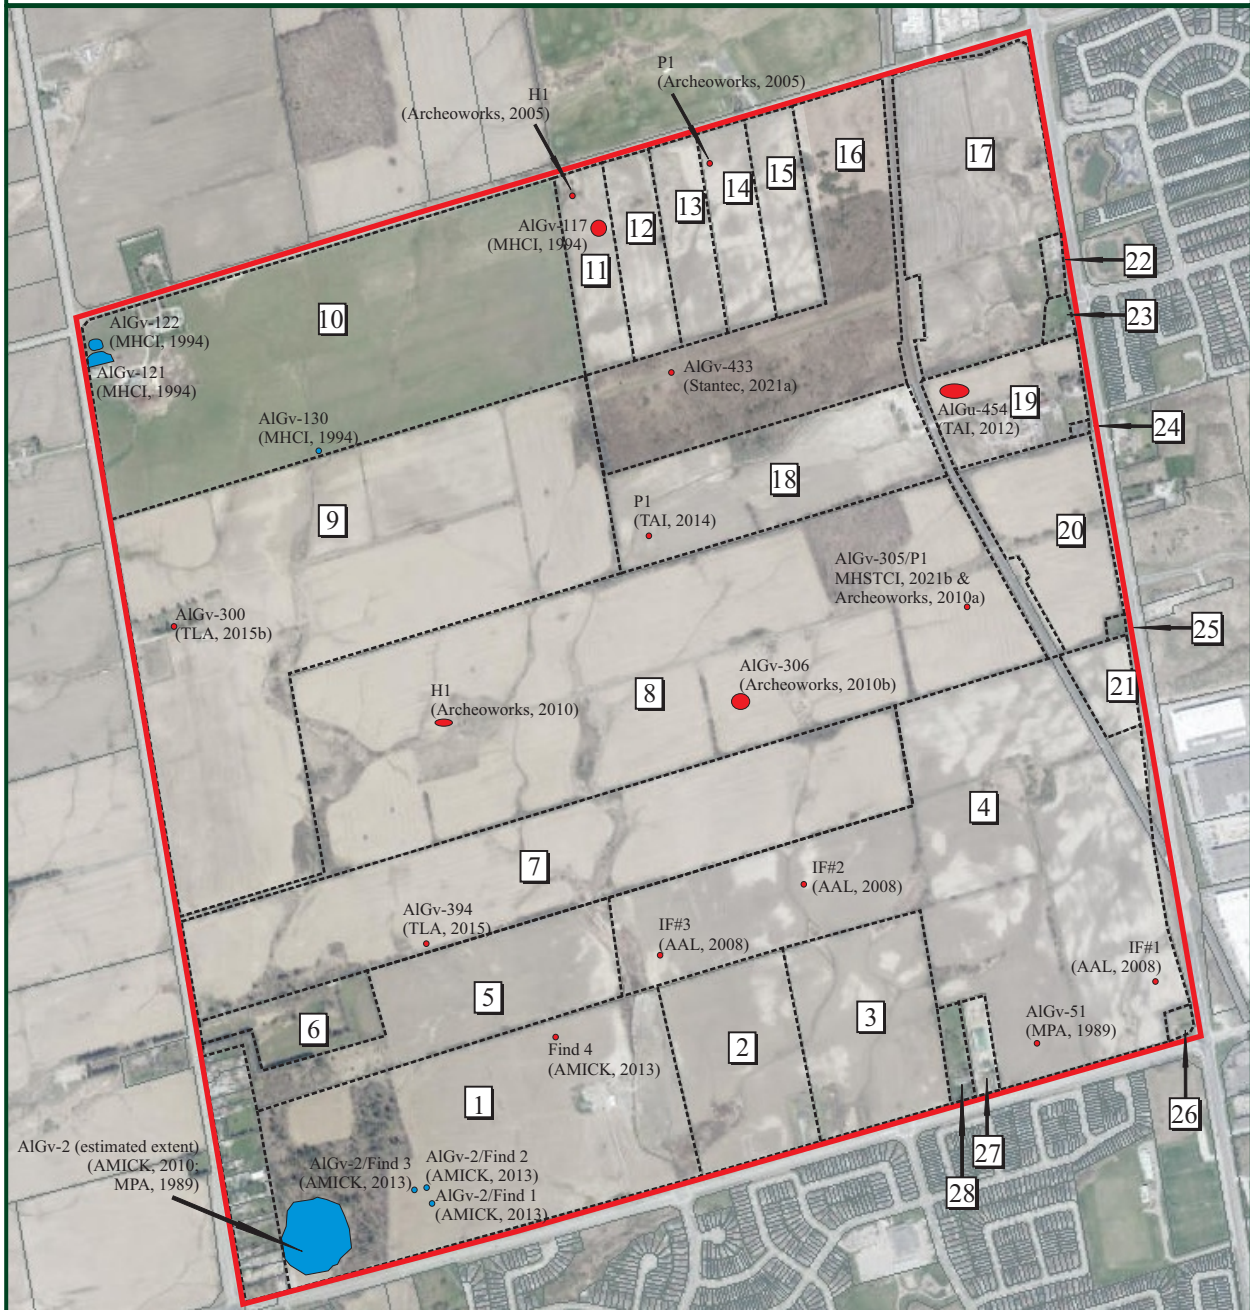 P1
(Archeoworks, 2005)
H1
(Archeoworks, 2005)
16
17
15
14
13
12
11
AlGv-117
(MHCI, 1994)
22
23
10
AlGv-122
(MHCI, 1994)
AlGv-121
(MHCI, 1994)
AlGv-433
(Stantec, 2021a)
19
AlGu-454
(TAI, 2012)
24
AlGv-130
(MHCI, 1994)
18
9
P1
(TAI, 2014)
20
AlGv-305/P1
MHSTCI, 2021b &
Archeoworks, 2010a)
AlGv-300
(TLA, 2015b)
25
AlGv-306
(Archeoworks, 2010b)
8
H1
(Archeoworks, 2010)
21
4
7
IF#2
(AAL, 2008)
AlGv-394
(TLA, 2015)
IF#3
(AAL, 2008)
IF#1
(AAL, 2008)
5
6
3
2
AlGv-51
(MPA, 1989)
Find 4
(AMICK, 2013)
1
26
27
28
AlGv-2 (estimated extent)
(AMICK, 2010;
MPA, 1989)
AlGv-2/Find 3
(AMICK, 2013)
AlGv-2/Find 2
(AMICK, 2013)
AlGv-2/Find 1
(AMICK, 2013)